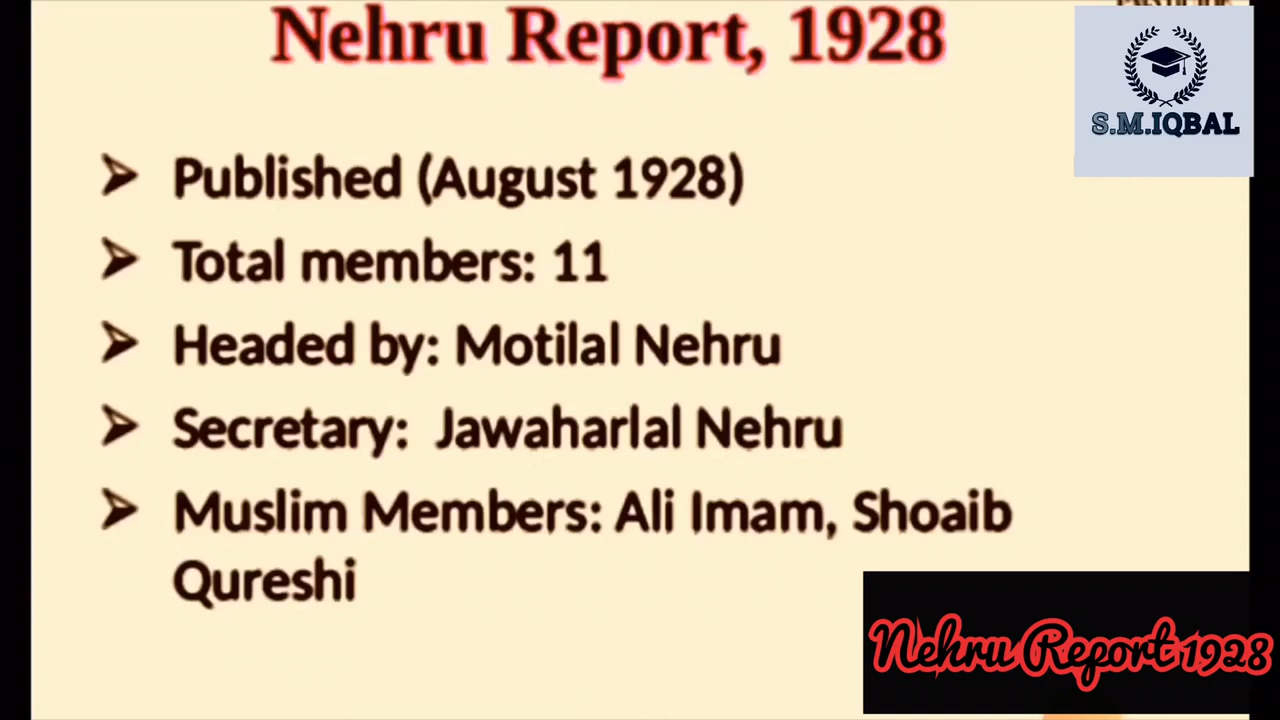 Nehru Report, 1928
S.M.IQBAL
➢ Published (August 1928)
➢ Total members: 11
➢ Headed by: Motilal Nehru
➢ Secretary: Jawaharlal Nehru
➢ Muslim Members: Ali Imam, Shoaib
Qureshi
Nehru Report 1928